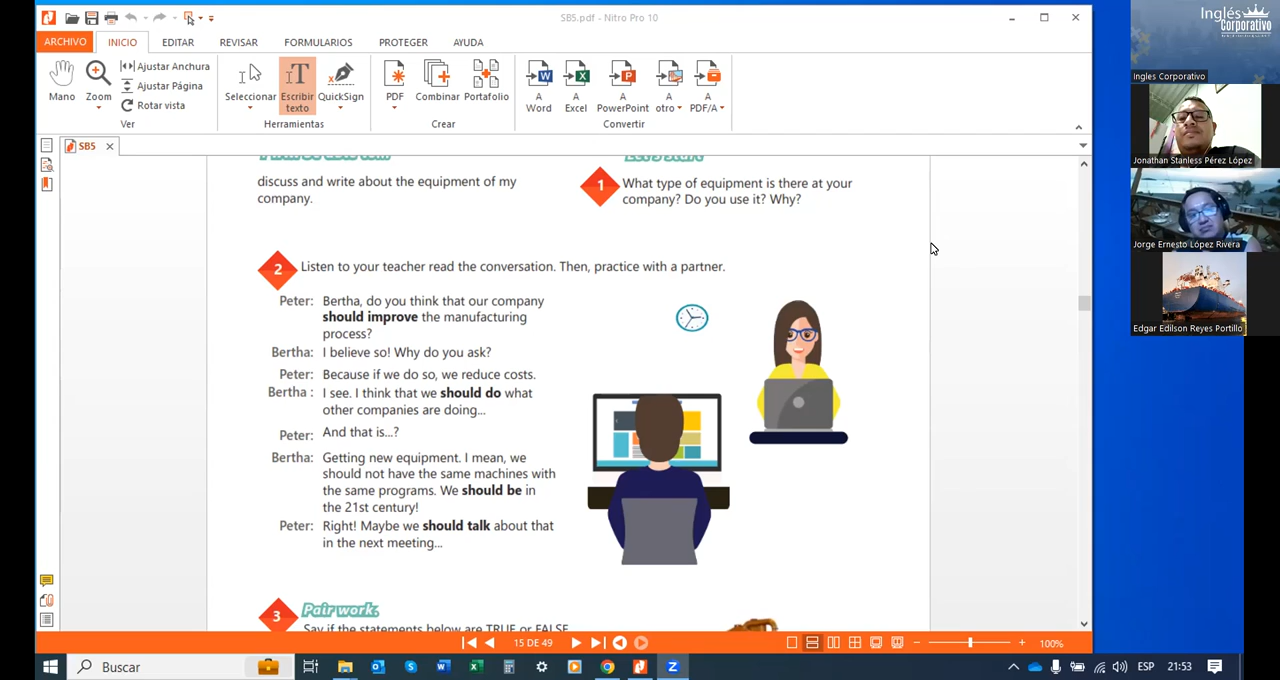 SB5.pdf - Nitro Pro 10
ARCHIVO INICIO EDITAR REVISAR FORMULARIOS PROTEGER AYUDA
Mano
Zoom
Ajustar Anchura
Ajustar Página
Rotar vista
Ver
Seleccionar
Escribir
texto
QuickSign
Herramientas
PDF
Combinar
Portafolio
Crear
A
Word
A
Excel
A
PowerPoint
A
otro
A
PDF/A
Convertir
SB5
discuss and write about the equipment of my
company.
1
What type of equipment is there at your
company? Do you use it? Why?
2
Listen to your teacher read the conversation. Then, practice with a partner.
Peter: Bertha, do you think that our company
should improve the manufacturing
process?
Bertha: I believe so! Why do you ask?
Peter: Because if we do so, we reduce costs.
Bertha : I see. I think that we should do what
other companies are doing...
Peter: And that is...?
Bertha: Getting new equipment. I mean, we
should not have the same machines with
the same programs. We should be in
the 21st century!
Peter: Right! Maybe we should talk about that
in the next meeting...
3
Pair work.
Say if the statements below are TRUE or FALSE
15 DE 49
100%
Buscar
ESP
21:53
Inglés
Corporativo
Ingles Corporativo
Jonathan Stanless Pérez López
Jorge Ernesto López Rivera
Edgar Edilson Reyes Portillo